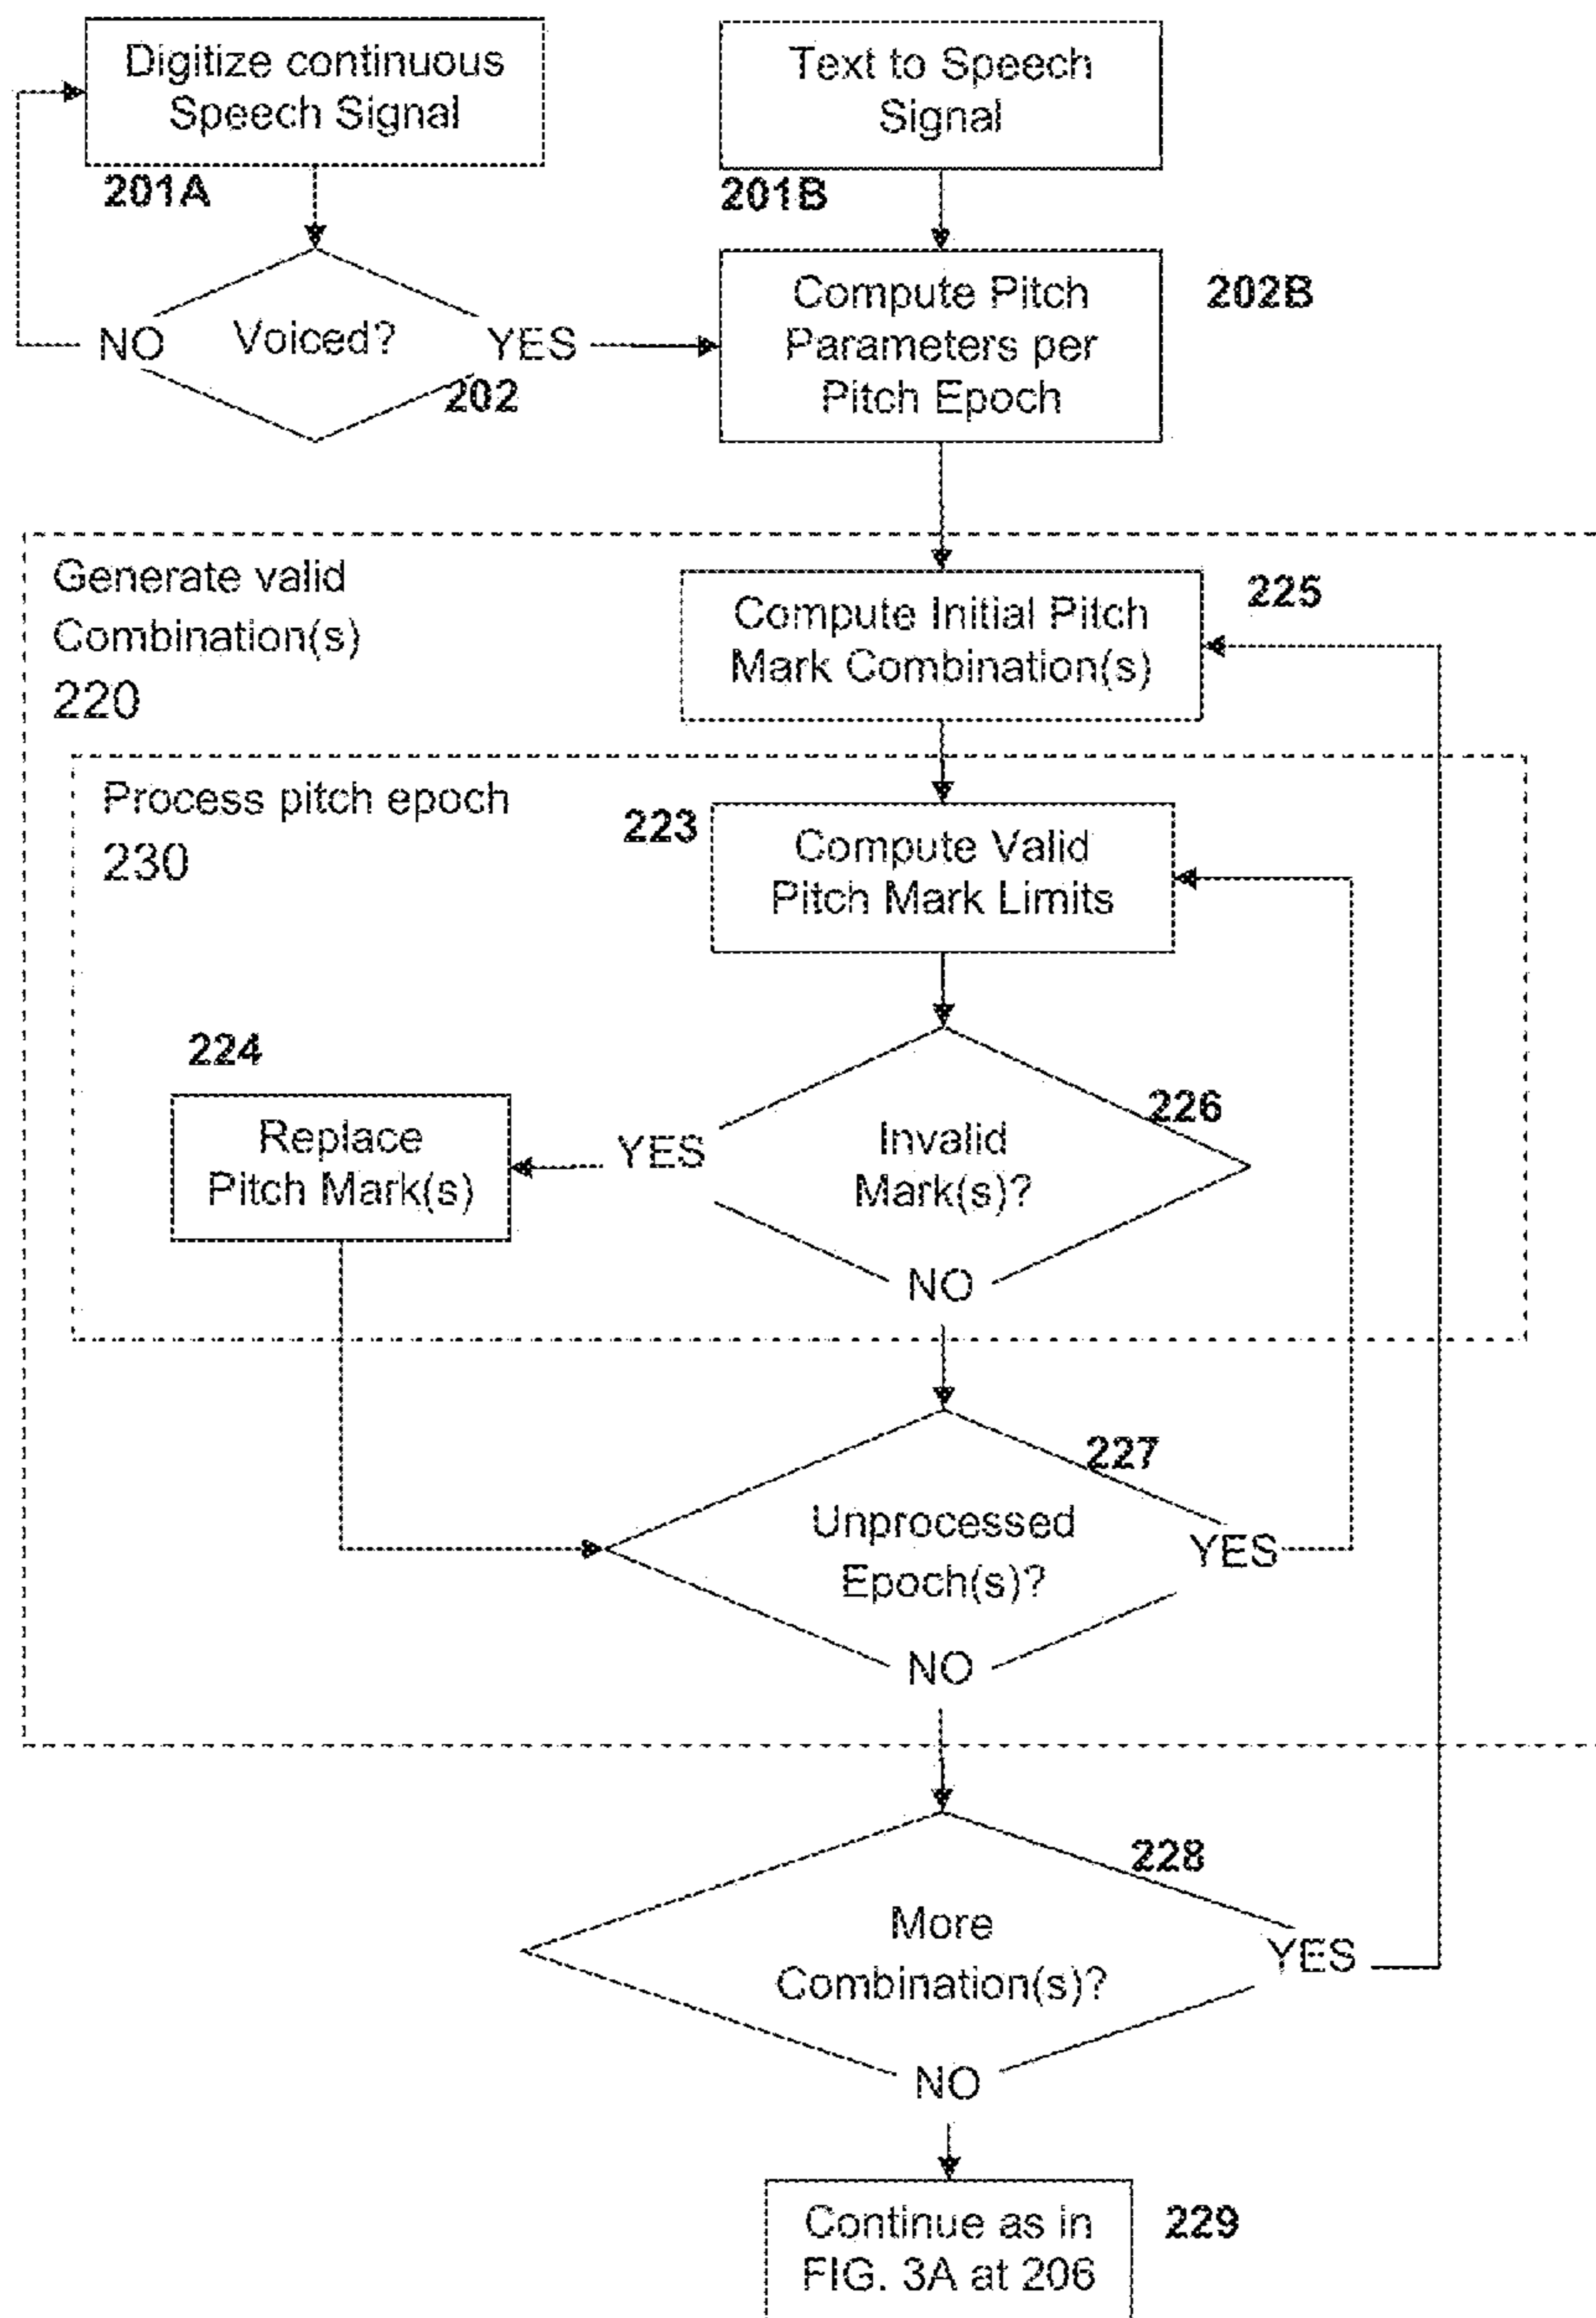 Digitize continuous
Speech Signal
201A
Text to Speech
Signal
201B
Voiced?
NO
YES
202
Compute Pitch
Parameters per
Pitch Epoch
202B
Generate valid
Combination(s)
220
Compute Initial Pitch
Mark Combination(s)
225
Process pitch epoch
230
223
Compute Valid
Pitch Mark Limits
224
Replace
Pitch Mark(s)
YES
Invalid
Mark(s)?
226
NO
227
Unprocessed
Epoch(s)?
YES
NO
228
More
Combination(s)?
YES
NO
Continue as in
FIG. 3A at 206
229